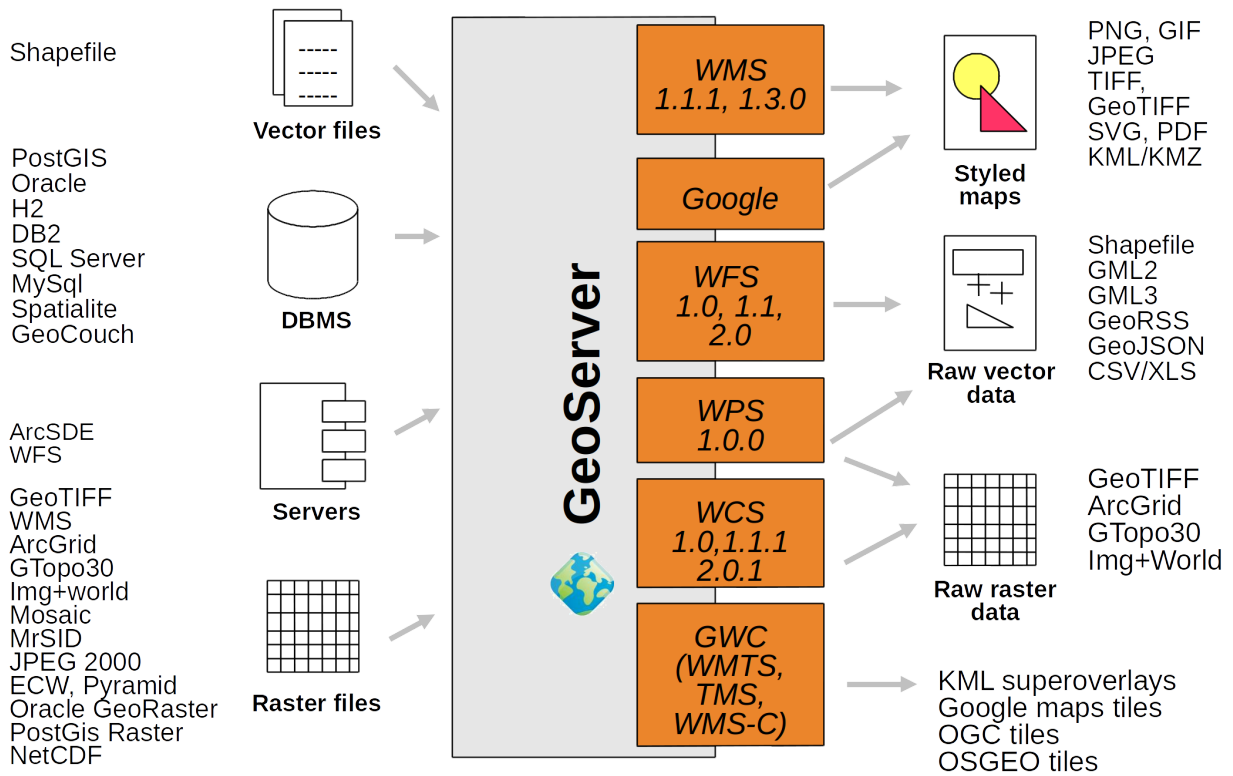 Shapefile
Vector files
PostGIS
Oracle
H2
DB2
SQL Server
MySql
Spatialite
GeoCouch
DBMS
ArcSDE
WFS
Servers
GeoTIFF
WMS
ArcGrid
GTopo30
Img+world
Mosaic
MrSID
JPEG 2000
ECW, Pyramid
Oracle GeoRaster
PostGis Raster
NetCDF
Raster files
GeoServer
WMS
1.1.1, 1.3.0
Google
WFS
1.0, 1.1,
2.0
WPS
1.0.0
WCS
1.0,1.1.1
2.0.1
GWC
(WMTS,
TMS,
WMS-C)
Styled
maps
PNG, GIF
JPEG
TIFF,
GeoTIFF
SVG, PDF
KML/KMZ
Raw vector
data
Shapefile
GML2
GML3
GeoRSS
GeoJSON
CSV/XLS
Raw raster
data
GeoTIFF
ArcGrid
GTopo30
Img+World
KML superoverlays
Google maps tiles
OGC tiles
OSGEO tiles